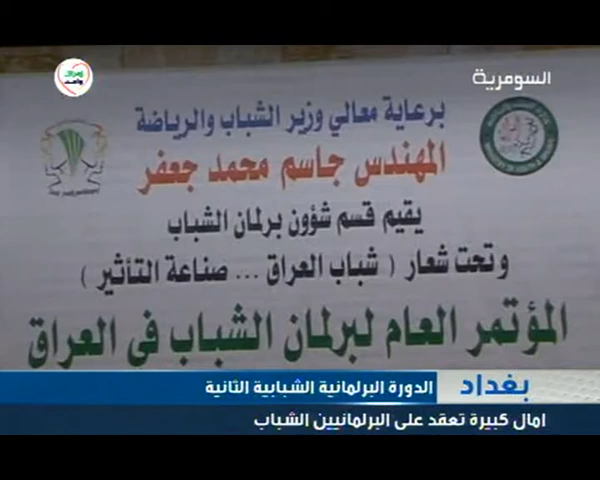 السومرية
برعاية معالي وزير الشباب والرياضة
المهندس جاسم محمد جعفر
يقيم قسم شؤون برلمان الشباب
وتحت شعار ( شباب العراق ... صناعة التأثير )
المؤتمر العام لبرلمان الشباب في العراق
بغداد
الدورة البرلمانية الشبابية الثانية
امال كبيرة تعقد على البرلمانيين الشباب